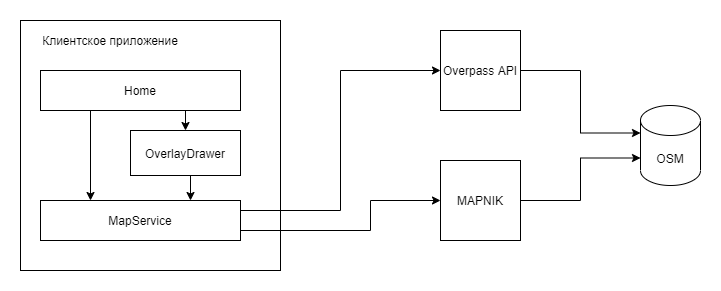 Клиентское приложение
Home
OverlayDrawer
MapService
Overpass API
MAPNIK
OSM